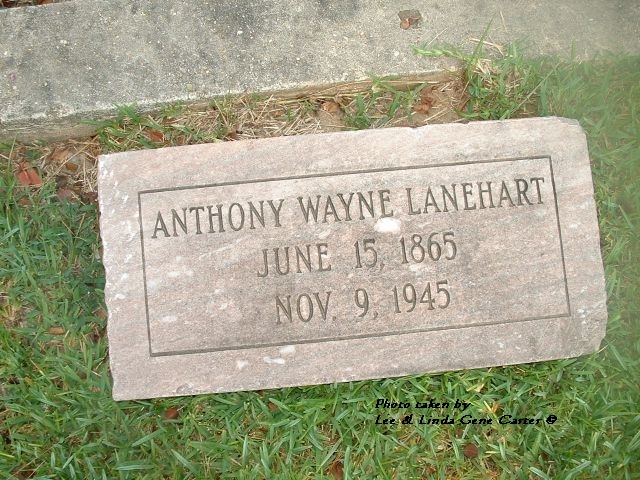 ANTHONY WAYNE LANEHART
JUNE 15, 1865
NOV. 9, 1945
Photo taken by
Lee & Linda Gene Carter ©